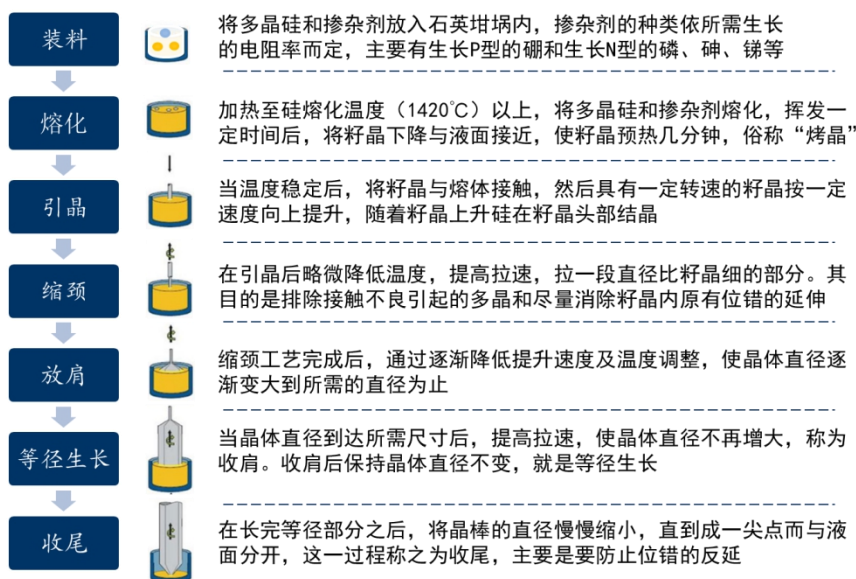 装料
将多晶硅和掺杂剂放入石英坩埚内，掺杂剂的种类依所需生长
的电阻率而定，主要有生长P型的硼和生长N型的磷、砷、锑等
熔化
加热至硅熔化温度（1420℃）以上，将多晶硅和掺杂剂熔化，挥发一
定时间后，将籽晶下降与液面接近，使籽晶预热几分钟，俗称“烤晶”
引晶
当温度稳定后，将籽晶与熔体接触，然后具有一定转速的籽晶按一定
速度向上提升，随着籽晶上升硅在籽晶头部结晶
缩颈
在引晶后略微降低温度，提高拉速，拉一段直径比籽晶细的部分。其
目的是排除接触不良引起的多晶和尽量消除籽晶内原有位错的延伸
放肩
缩颈工艺完成后，通过逐渐降低提升速度及温度调整，使晶体直径逐
渐变大到所需的直径为止
等径生长
当晶体直径到达所需尺寸后，提高拉速，使晶体直径不再增大，称为
收肩。收肩后保持晶体直径不变，就是等径生长
收尾
在长完等径部分之后，将晶棒的直径慢慢缩小，直到成一尖点而与液
面分开，这一过程称之为收尾，主要是要防止位错的反延